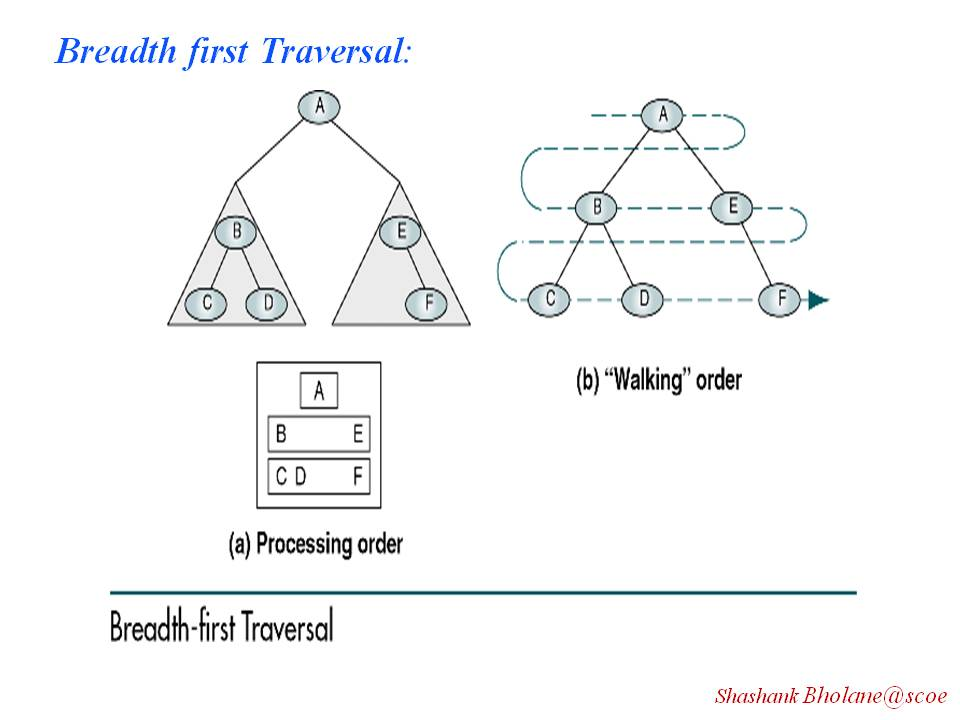 Breadth first Traversal:
A
B
E
C
D
F
A
B
E
C
D
F
A
B E
C D F
(a) Processing order
(b) “Walking” order
Breadth-first Traversal
Shashank Bholane@scoe